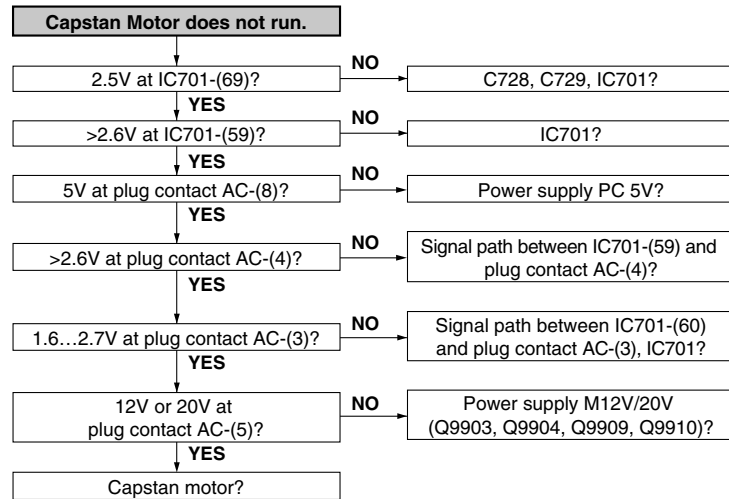 Capstan Motor does not run.
2.5V at IC701-(69)?
NO
C728, C729, IC701?
YES
>2.6V at IC701-(59)?
NO
IC701?
YES
5V at plug contact AC-(8)?
NO
Power supply PC 5V?
YES
>2.6V at plug contact AC-(4)?
NO
Signal path between IC701-(59) and
plug contact AC-(4)?
YES
1.6...2.7V at plug contact AC-(3)?
NO
Signal path between IC701-(60)
and plug contact AC-(3), IC701?
YES
12V or 20V at
plug contact AC-(5)?
NO
Power supply M12V/20V
(Q9903, Q9904, Q9909, Q9910)?
YES
Capstan motor?